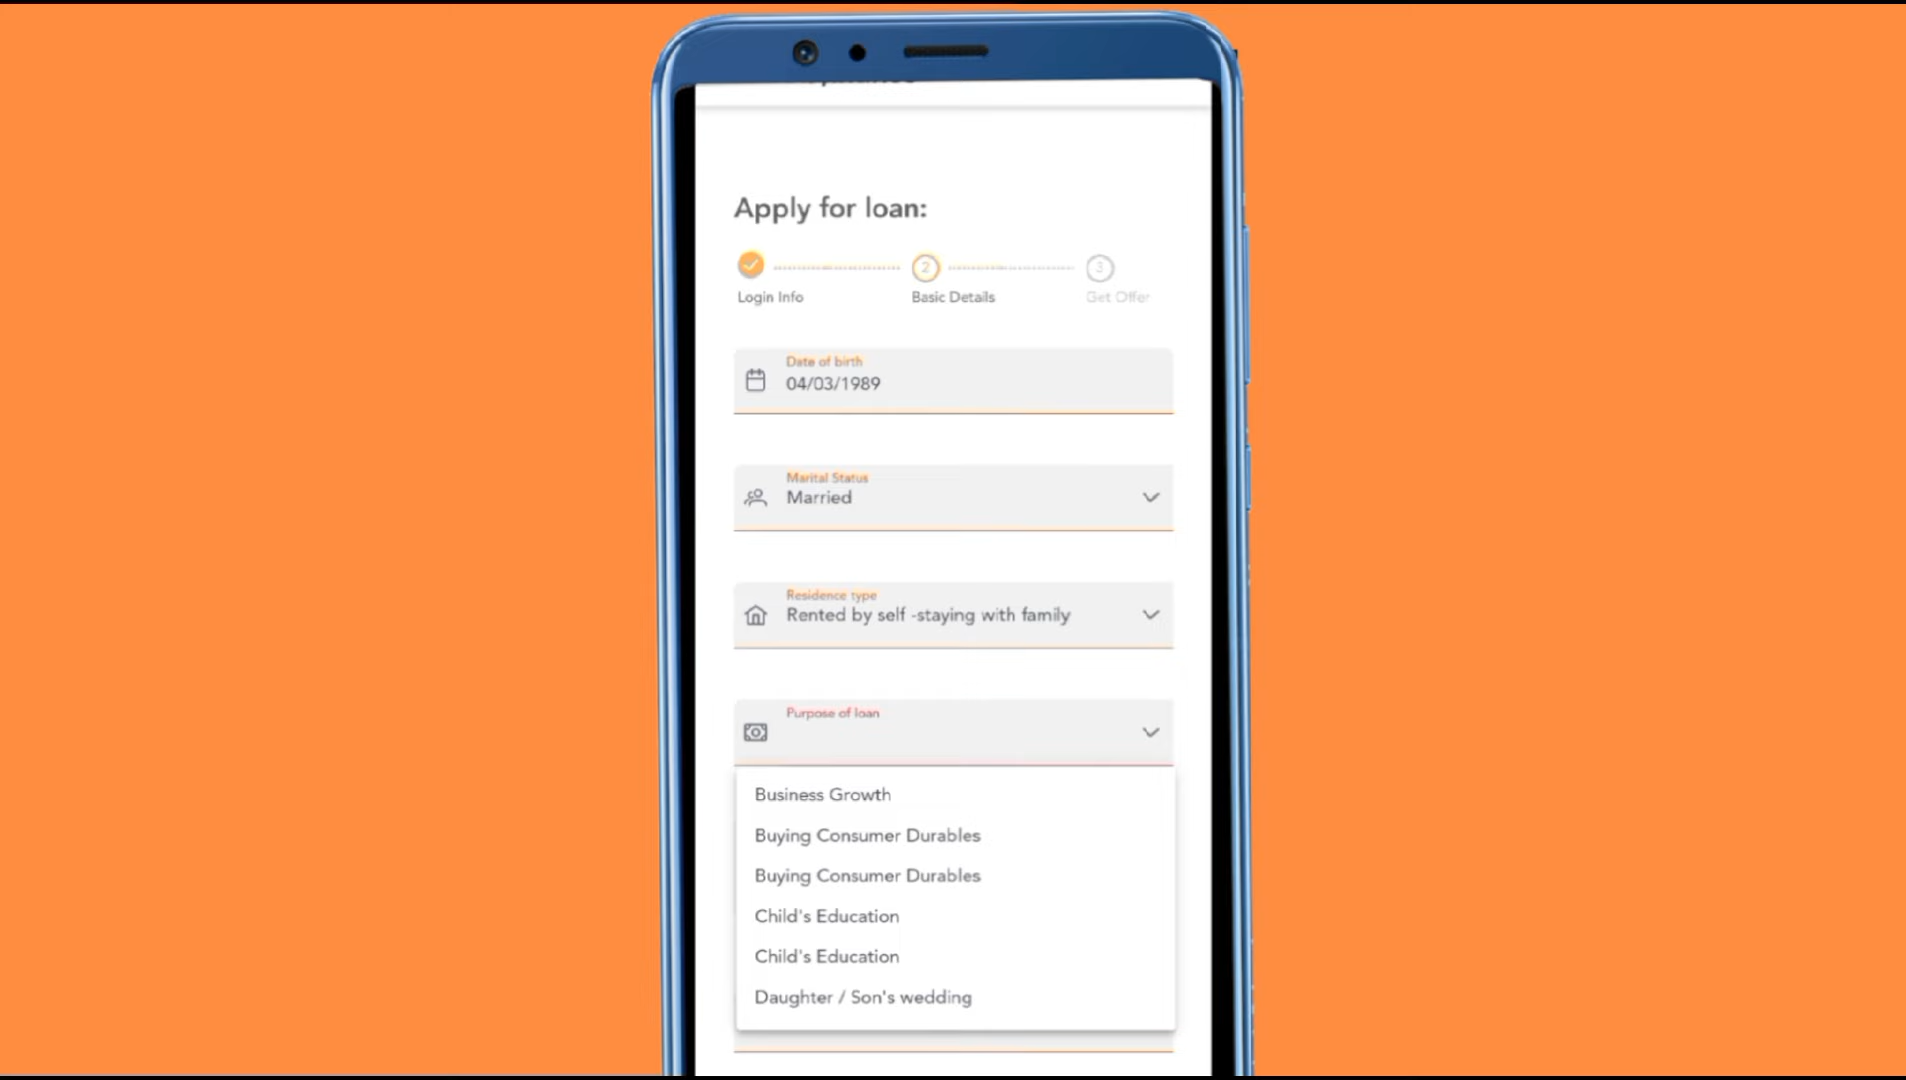 Apply for loan:
2
3
Login Info
Basic Details
Get Offer
Date of birth
04/03/1989
Marital Status
Married
Residence type
Rented by self -staying with family
Purpose of loan
Business Growth
Buying Consumer Durables
Buying Consumer Durables
Child's Education
Child's Education
Daughter / Son's wedding